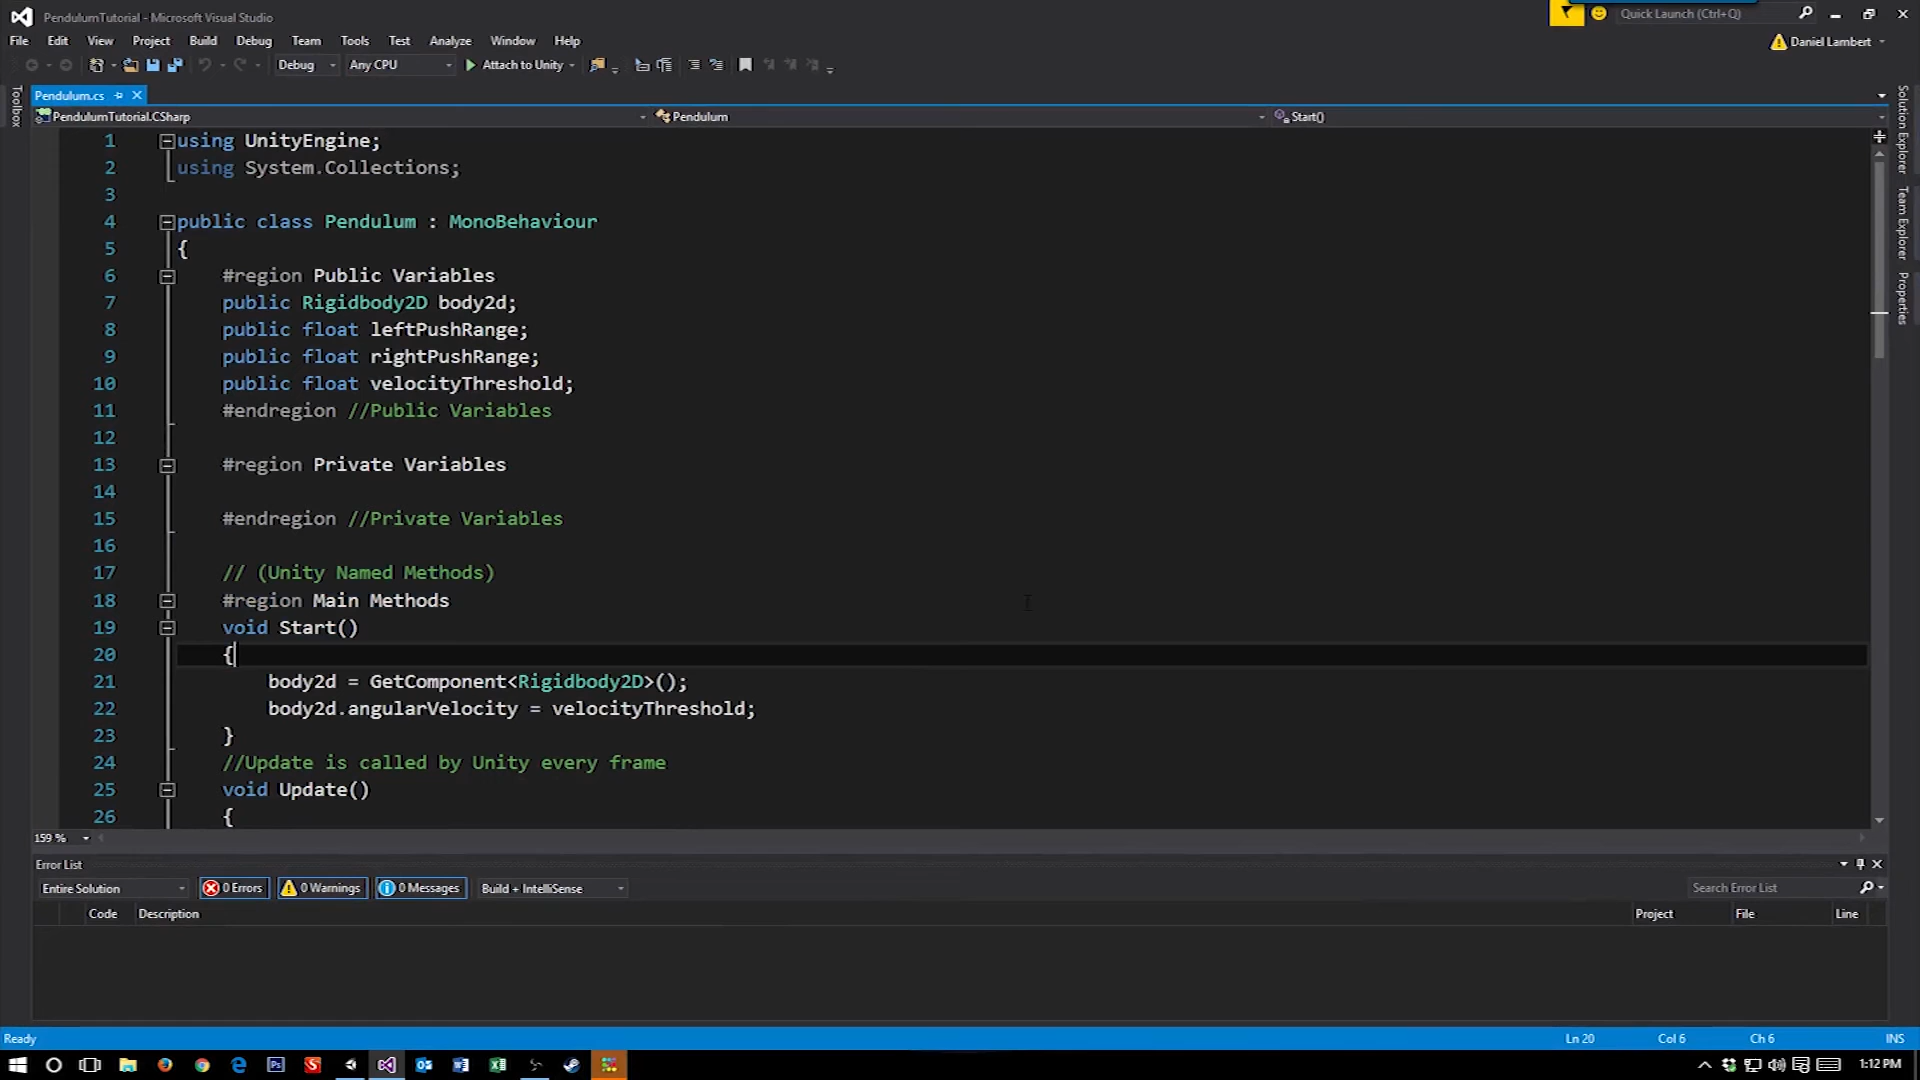 PendulumTutorial - Microsoft Visual Studio
Quick Launch (Ctrl+Q)
File Edit View Project Build Debug Team Tools Test Analyze Window Help
Daniel Lambert
Debug Any CPU Attach to Unity
Pendulum.cs
PendulumTutorial.CSharp Pendulum Start()
Toolbox
Solution Explorer
Team Explorer
Properties
1 using UnityEngine;
2 using System.Collections;
3
4 public class Pendulum : MonoBehaviour
5 {
6 #region Public Variables
7 public Rigidbody2D body2d;
8 public float leftPushRange;
9 public float rightPushRange;
10 public float velocityThreshold;
11 #endregion //Public Variables
12
13 #region Private Variables
14
15 #endregion //Private Variables
16
17 // (Unity Named Methods)
18 #region Main Methods
19 void Start()
20 {
21 body2d = GetComponent<Rigidbody2D>();
22 body2d.angularVelocity = velocityThreshold;
23 }
24 //Update is called by Unity every frame
25 void Update()
26 {
159 %
Error List
Entire Solution 0 Errors 0 Warnings 0 Messages Build + IntelliSense Search Error List
Code Description Project File Line
Ready Ln 20 Col 6 Ch 6 INS
1:12 PM